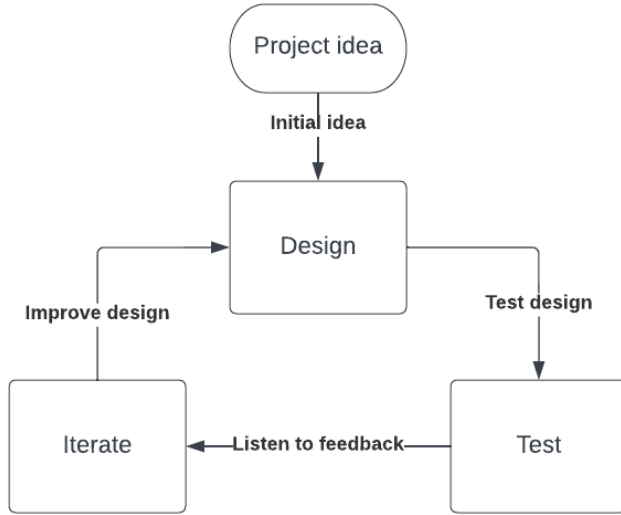 Project idea
Initial idea
Design
Improve design
Test design
Iterate
Listen to feedback
Test